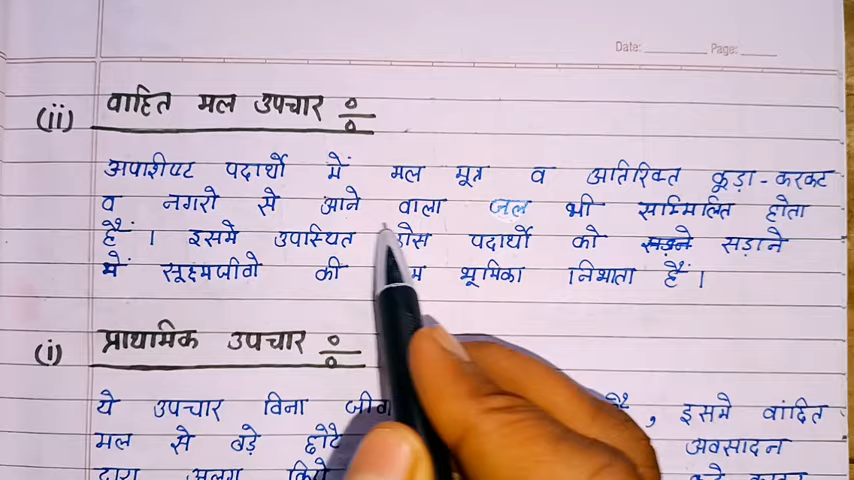 Date: Page:
(ii) वाहित मल उपचार :
अपशिष्ट पदार्थो में मल मूत्र व अतिरिक्त कूड़ा - करकट
व नगरो से आने वाला जल भी सम्मिलित होता
हैं । इसमे उपस्थित ठोस पदार्थो को सड़ाने
में सूक्ष्मजीवो की भूमिका निभाता हैं ।
(i) प्राथमिक उपचार :
ये उपचार विना , इसमे वांदित
मल से बड़े छोटे अवसादन
द्वारा अलग